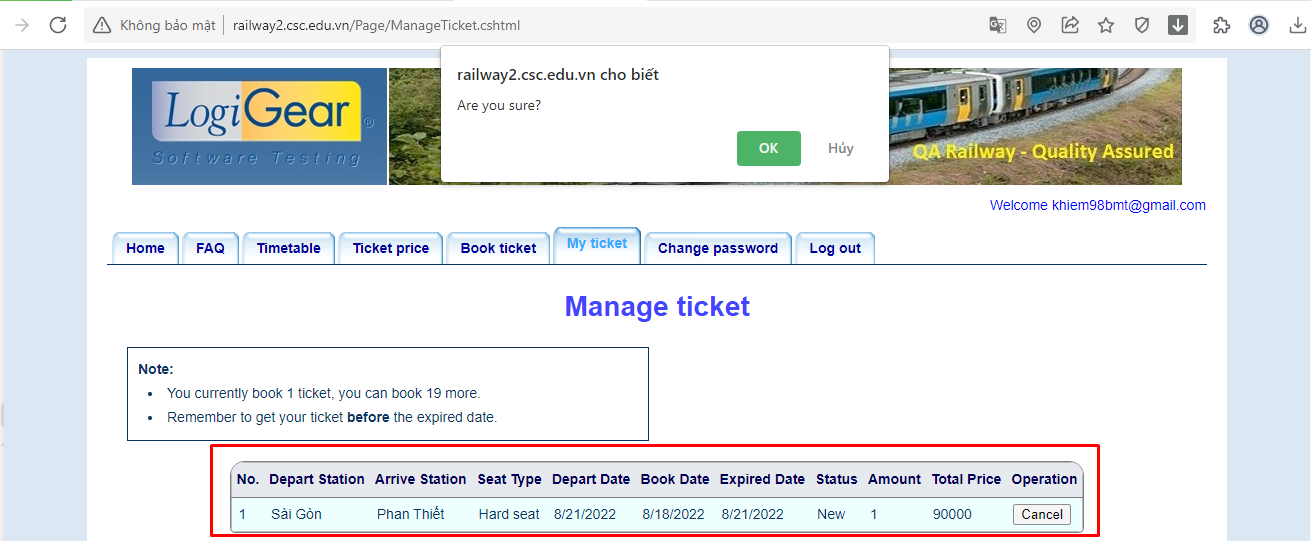 Không bảo mật railway2.csc.edu.vn/Page/ManageTicket.cshtml
railway2.csc.edu.vn cho biết
Are you sure?
OK Hủy
LogiGear®
Software Testing
QA Railway - Quality Assured
Welcome khiem98bmt@gmail.com
Home FAQ Timetable Ticket price Book ticket My ticket Change password Log out
Manage ticket
Note:
• You currently book 1 ticket, you can book 19 more.
• Remember to get your ticket before the expired date.
No. Depart Station Arrive Station Seat Type Depart Date Book Date Expired Date Status Amount Total Price Operation
1 Sài Gòn Phan Thiết Hard seat 8/21/2022 8/18/2022 8/21/2022 New 1 90000 Cancel